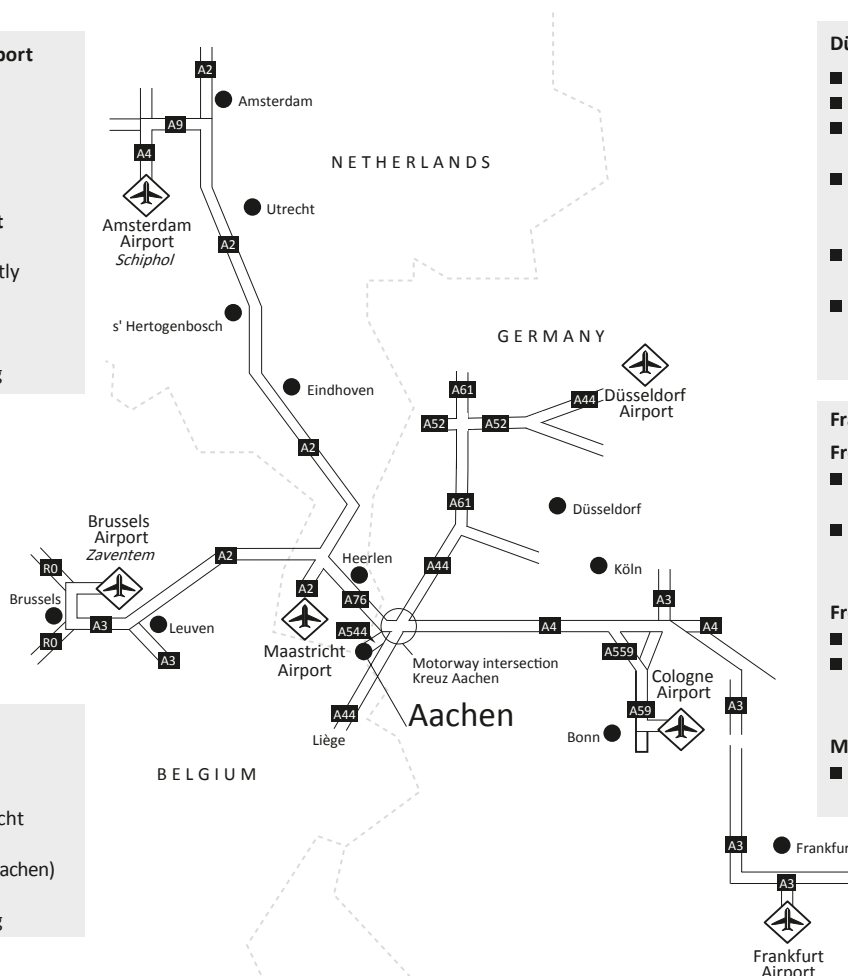 port
t
tly
g
A2
Amsterdam
A9
A4
NETHERLANDS
Amsterdam
Airport
Schiphol
Utrecht
A2
s' Hertogenbosch
GERMANY
Eindhoven
A61
A44
Düsseldorf
Airport
A52
A52
A2
A61
Düsseldorf
Brussels
Airport
Zaventem
A2
Heerlen
A44
Köln
R0
A2
A76
A3
Brussels
A3
Leuven
A544
A4
A4
R0
A3
Maastricht
Airport
Motorway intersection
Kreuz Aachen
A559
Cologne
Airport
A44
Aachen
A59
A3
Liège
Bonn
BELGIUM
cht
achen)
g
A3
Frankfur
A3
Frankfurt
Airport
Dü
Fra
Fr
Fr
M